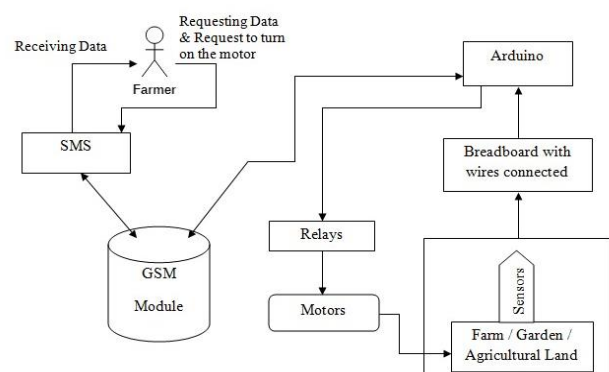 Requesting Data
& Request to turn
on the motor
Receiving Data
Farmer
Arduino
SMS
Breadboard with
wires connected
GSM
Module
Relays
Motors
Sensors
Farm / Garden /
Agricultural Land